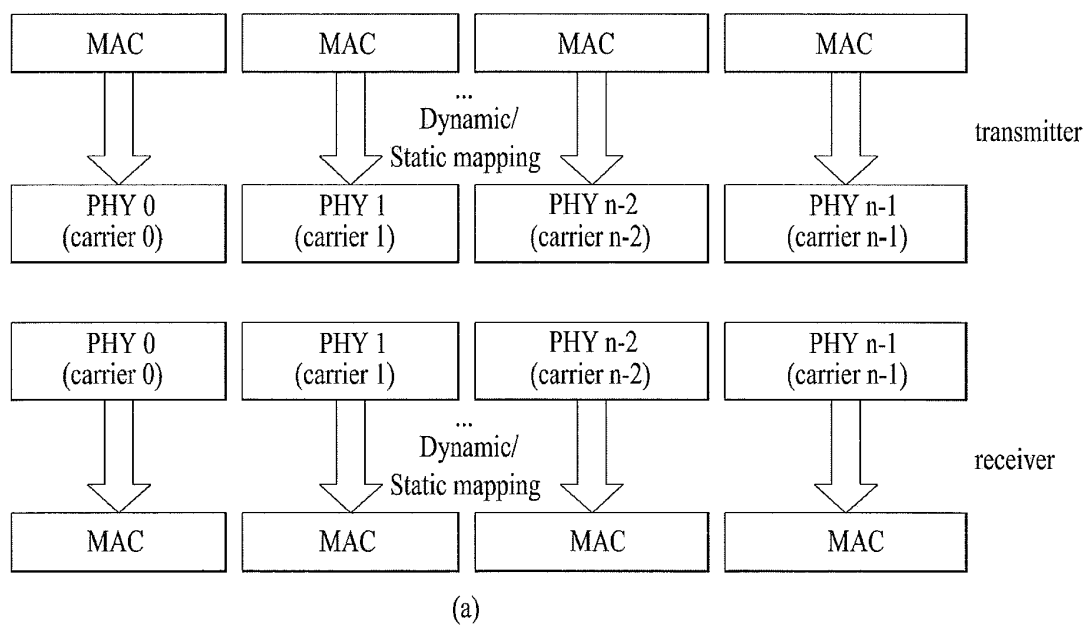 MAC MAC MAC MAC
...
Dynamic/
Static mapping
transmitter
PHY 0 PHY 1 PHY n-2 PHY n-1
(carrier 0) (carrier 1) (carrier n-2) (carrier n-1)
PHY 0 PHY 1 PHY n-2 PHY n-1
(carrier 0) (carrier 1) (carrier n-2) (carrier n-1)
...
Dynamic/
Static mapping
receiver
MAC MAC MAC MAC
(a)